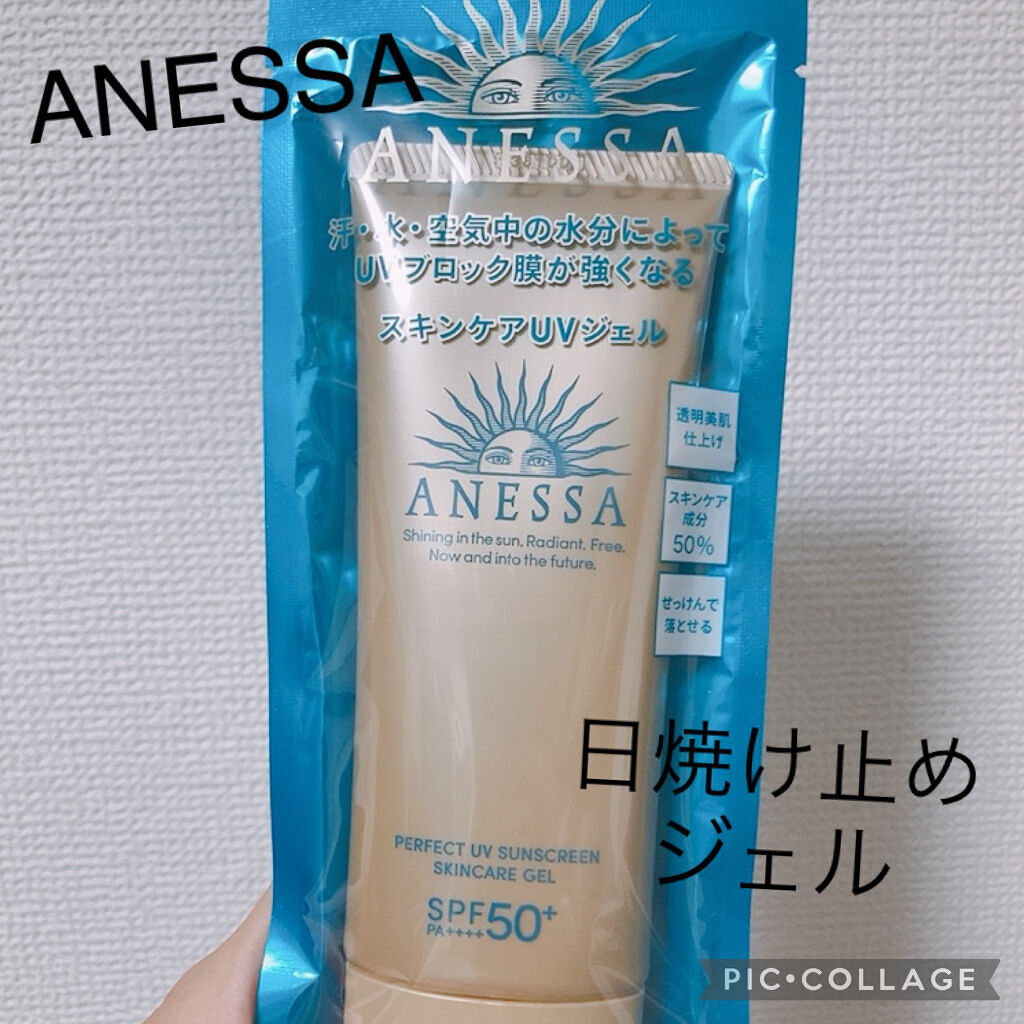 ANESSA
ANESSA
汗・水・空気中の水分によって
UVブロック膜が強くなる
スキンケアUVジェル
透明美肌
仕上げ
スキンケア
成分
50%
せっけんで
落とせる
ANESSA
Shining in the sun. Radiant. Free.
Now and into the future.
日焼け止め
ジェル
PERFECT UV SUNSCREEN
SKINCARE GEL
SPF50+
PA++++
PIC•COLLAGE